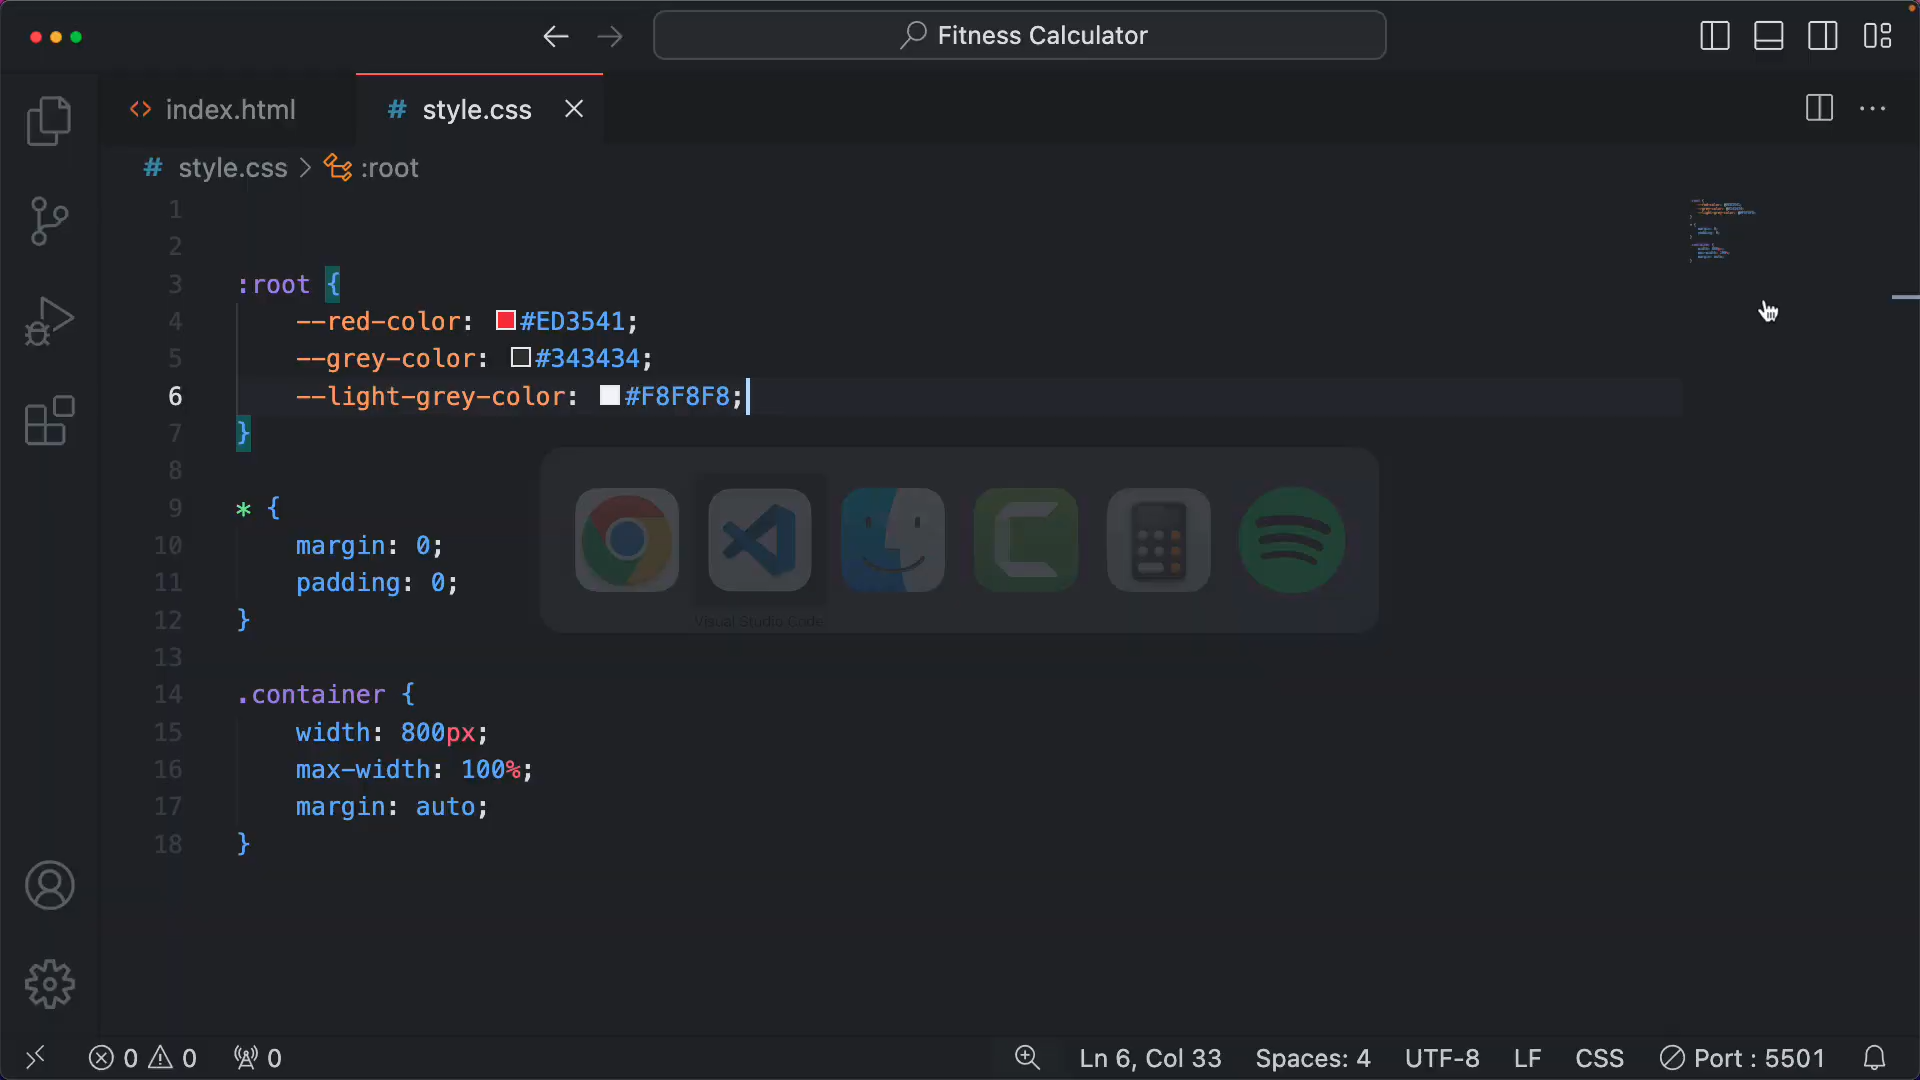 Fitness Calculator
index.html
# style.css
# style.css > :root
1
2
3 :root {
4 --red-color: #ED3541;
5 --grey-color: #343434;
6 --light-grey-color: #F8F8F8;
7 }
8
9 * {
10 margin: 0;
11 padding: 0;
12 }
13
14 .container {
15 width: 800px;
16 max-width: 100%;
17 margin: auto;
18 }
Visual Studio Code
0 0 0 Ln 6, Col 33 Spaces: 4 UTF-8 LF CSS Port : 5501